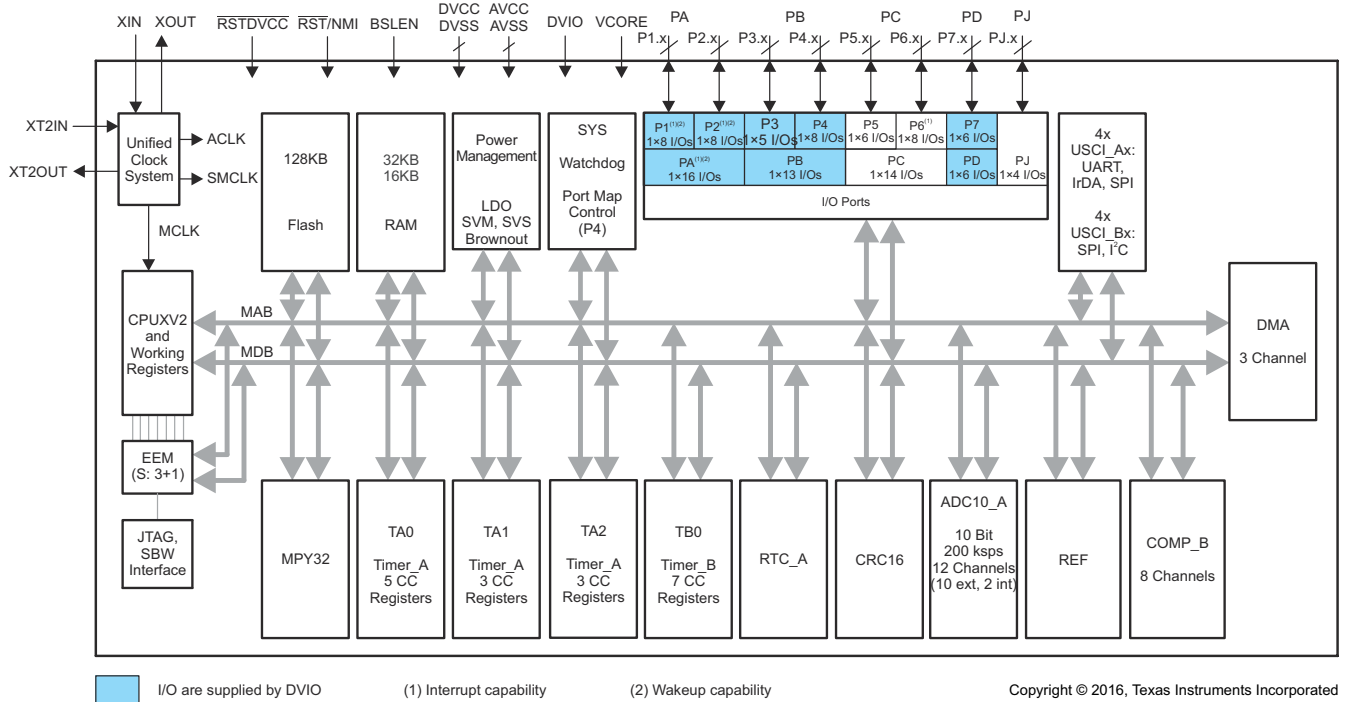 XIN
XOUT
RSTDVCC
RST/NMI
BSLEN
DVCC
DVSS
AVCC
AVSS
DVIO
VCORE
PA
PB
PC
PD
PJ
P1.x
P2.x
P3.x
P4.x
P5.x
P6.x
P7.x
PJ.x
XT2IN
XT2OUT
Unified
Clock
System
ACLK
SMCLK
MCLK
128KB
Flash
32KB
16KB
RAM
Power
Management
LDO
SVM, SVS
Brownout
SYS
Watchdog
Port Map
Control
(P4)
P1(1)(2)
1×8 I/Os
P2(1)(2)
1×8 I/Os
P3
1×5 I/Os
P4
1×8 I/Os
P5
1×6 I/Os
P6(1)
1×8 I/Os
P7
1×6 I/Os
PA(1)(2)
1×16 I/Os
PB
1×13 I/Os
PC
1×14 I/Os
PD
1×6 I/Os
PJ
1×4 I/Os
I/O Ports
4x
USCI_Ax:
UART,
IrDA, SPI
4x
USCI_Bx:
SPI, I2C
CPUXV2
and
Working
Registers
MAB
MDB
DMA
3 Channel
EEM
(S: 3+1)
JTAG,
SBW
Interface
MPY32
TA0
Timer_A
5 CC
Registers
TA1
Timer_A
3 CC
Registers
TA2
Timer_A
3 CC
Registers
TB0
Timer_B
7 CC
Registers
RTC_A
CRC16
ADC10_A
10 Bit
200 ksps
12 Channels
(10 ext, 2 int)
REF
COMP_B
8 Channels
I/O are supplied by DVIO
(1) Interrupt capability
(2) Wakeup capability
Copyright © 2016, Texas Instruments Incorporated